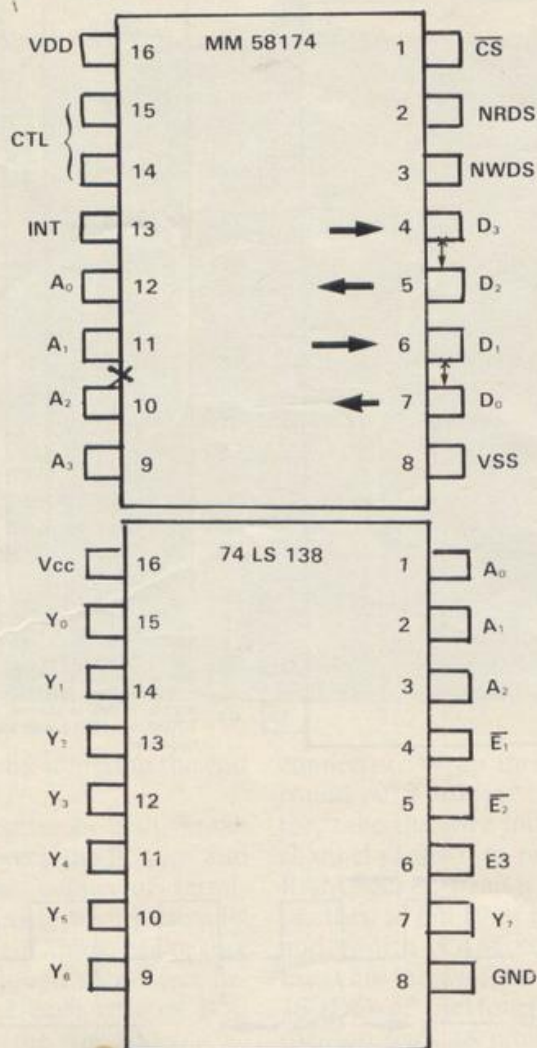 MM 58174
VDD 16 1 C̅S̅
15 2 NRDS
CTL
14 3 NWDS
INT 13 4 D₃
A₀ 12 5 D₂
A₁ 11 6 D₁
A₂ 10 7 D₀
A₃ 9 8 VSS
74 LS 138
Vcc 16 1 A₀
Y₀ 15 2 A₁
Y₁ 14 3 A₂
Y₂ 13 4 E̅₁
Y₃ 12 5 E̅₂
Y₄ 11 6 E3
Y₅ 10 7 Y₇
Y₆ 9 8 GND